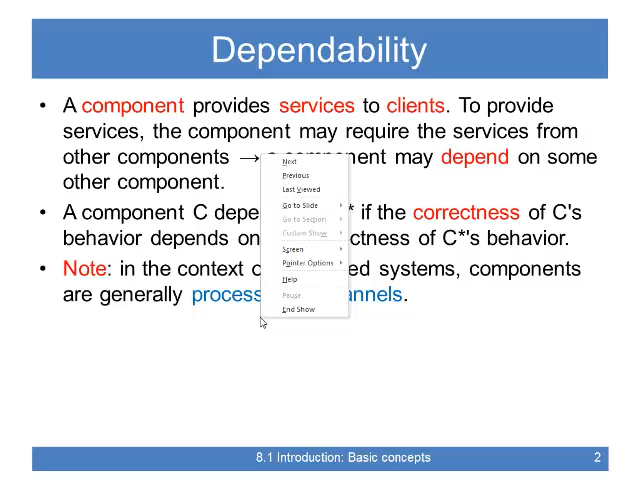 Dependability
• A component provides services to clients. To provide
services, the component may require the services from
other components → a component may depend on some
other component.
• A component C depe * if the correctness of C's
behavior depends on ctness of C*'s behavior.
• Note: in the context o ed systems, components
are generally process annels.
Next
Previous
Last Viewed
Go to Slide
Go to Section
Custom Show
Screen
Pointer Options
Help
Pause
End Show
8.1 Introduction: Basic concepts 2